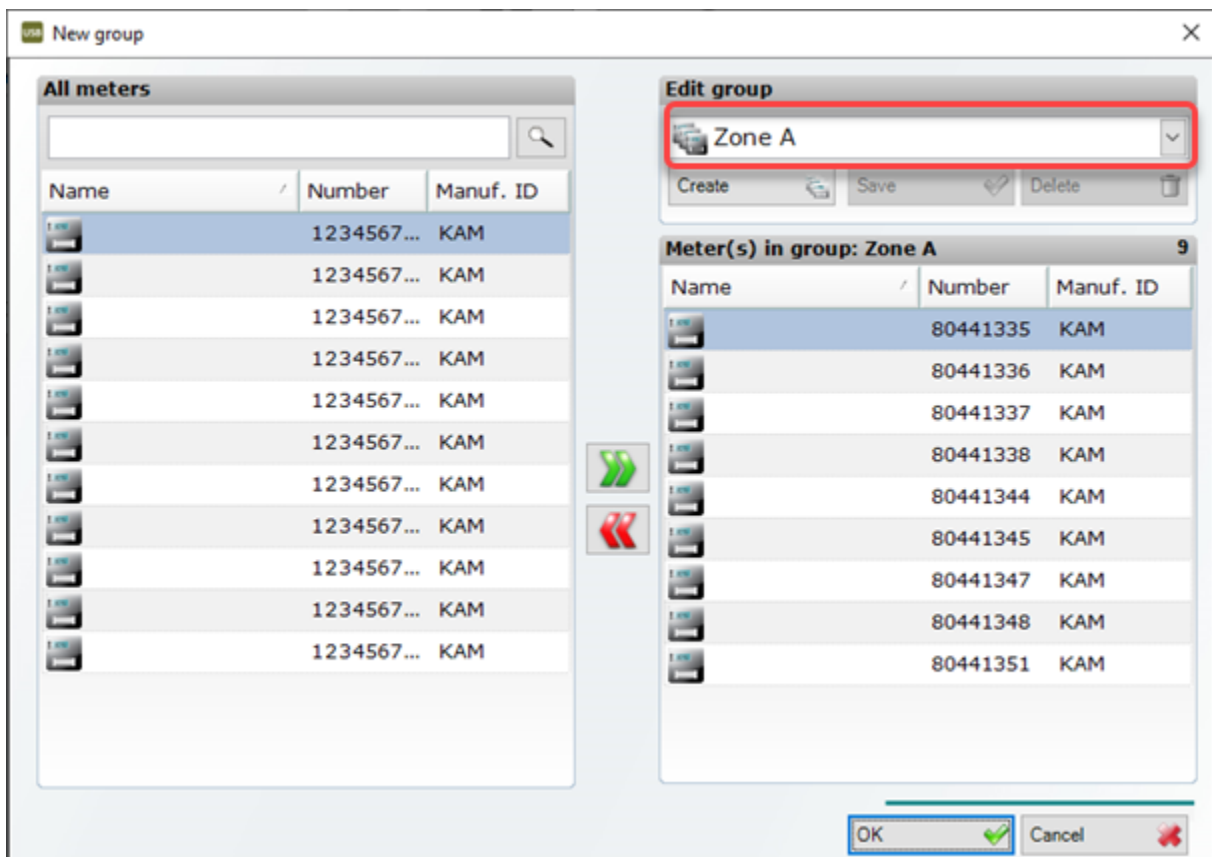 New group
All meters
Name Number Manuf. ID
1234567... KAM
1234567... KAM
1234567... KAM
1234567... KAM
1234567... KAM
1234567... KAM
1234567... KAM
1234567... KAM
1234567... KAM
1234567... KAM
1234567... KAM
Edit group
Zone A
Create Save Delete
Meter(s) in group: Zone A 9
Name Number Manuf. ID
80441335 KAM
80441336 KAM
80441337 KAM
80441338 KAM
80441344 KAM
80441345 KAM
80441347 KAM
80441348 KAM
80441351 KAM
OK Cancel